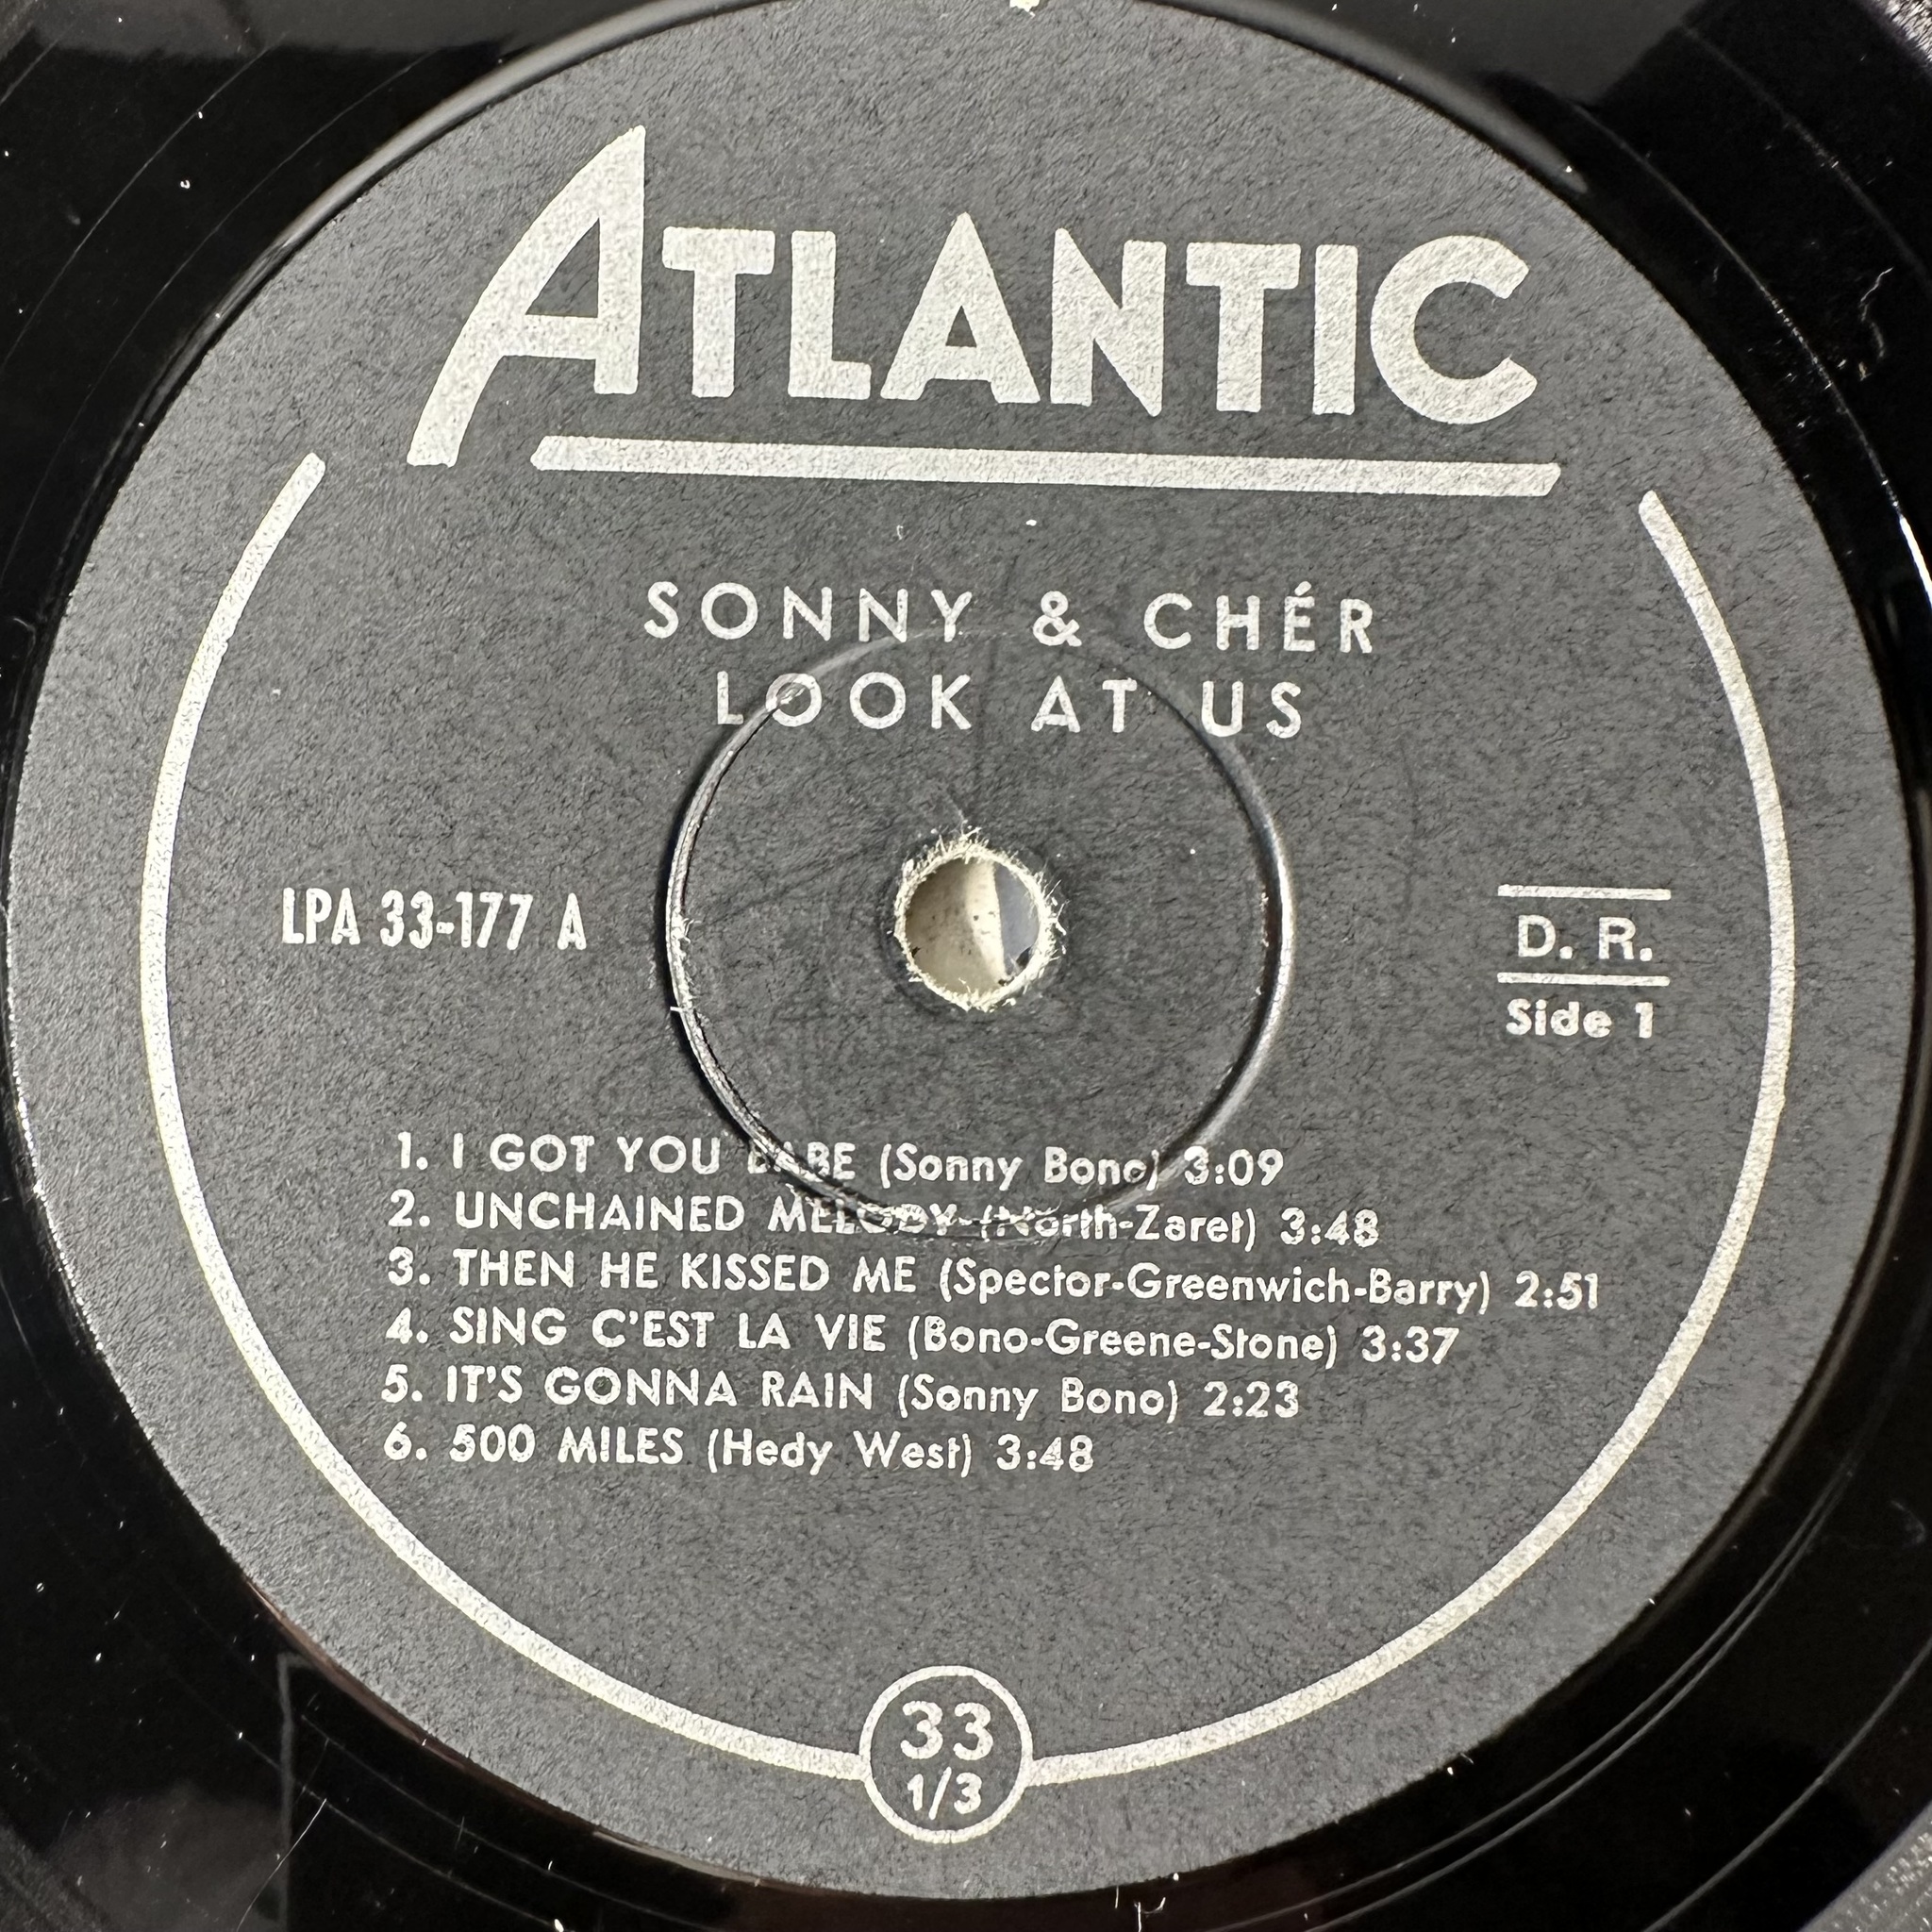 ATLANTIC
SONNY & CHÉR
LOOK AT US
LPA 33-177 A
D. R.
Side 1
1. I GOT YOU BABE (Sonny Bono) 3:09
2. UNCHAINED MELODY (North-Zaret) 3:48
3. THEN HE KISSED ME (Spector-Greenwich-Barry) 2:51
4. SING C'EST LA VIE (Bono-Greene-Stone) 3:37
5. IT'S GONNA RAIN (Sonny Bono) 2:23
6. 500 MILES (Hedy West) 3:48
33
1/3